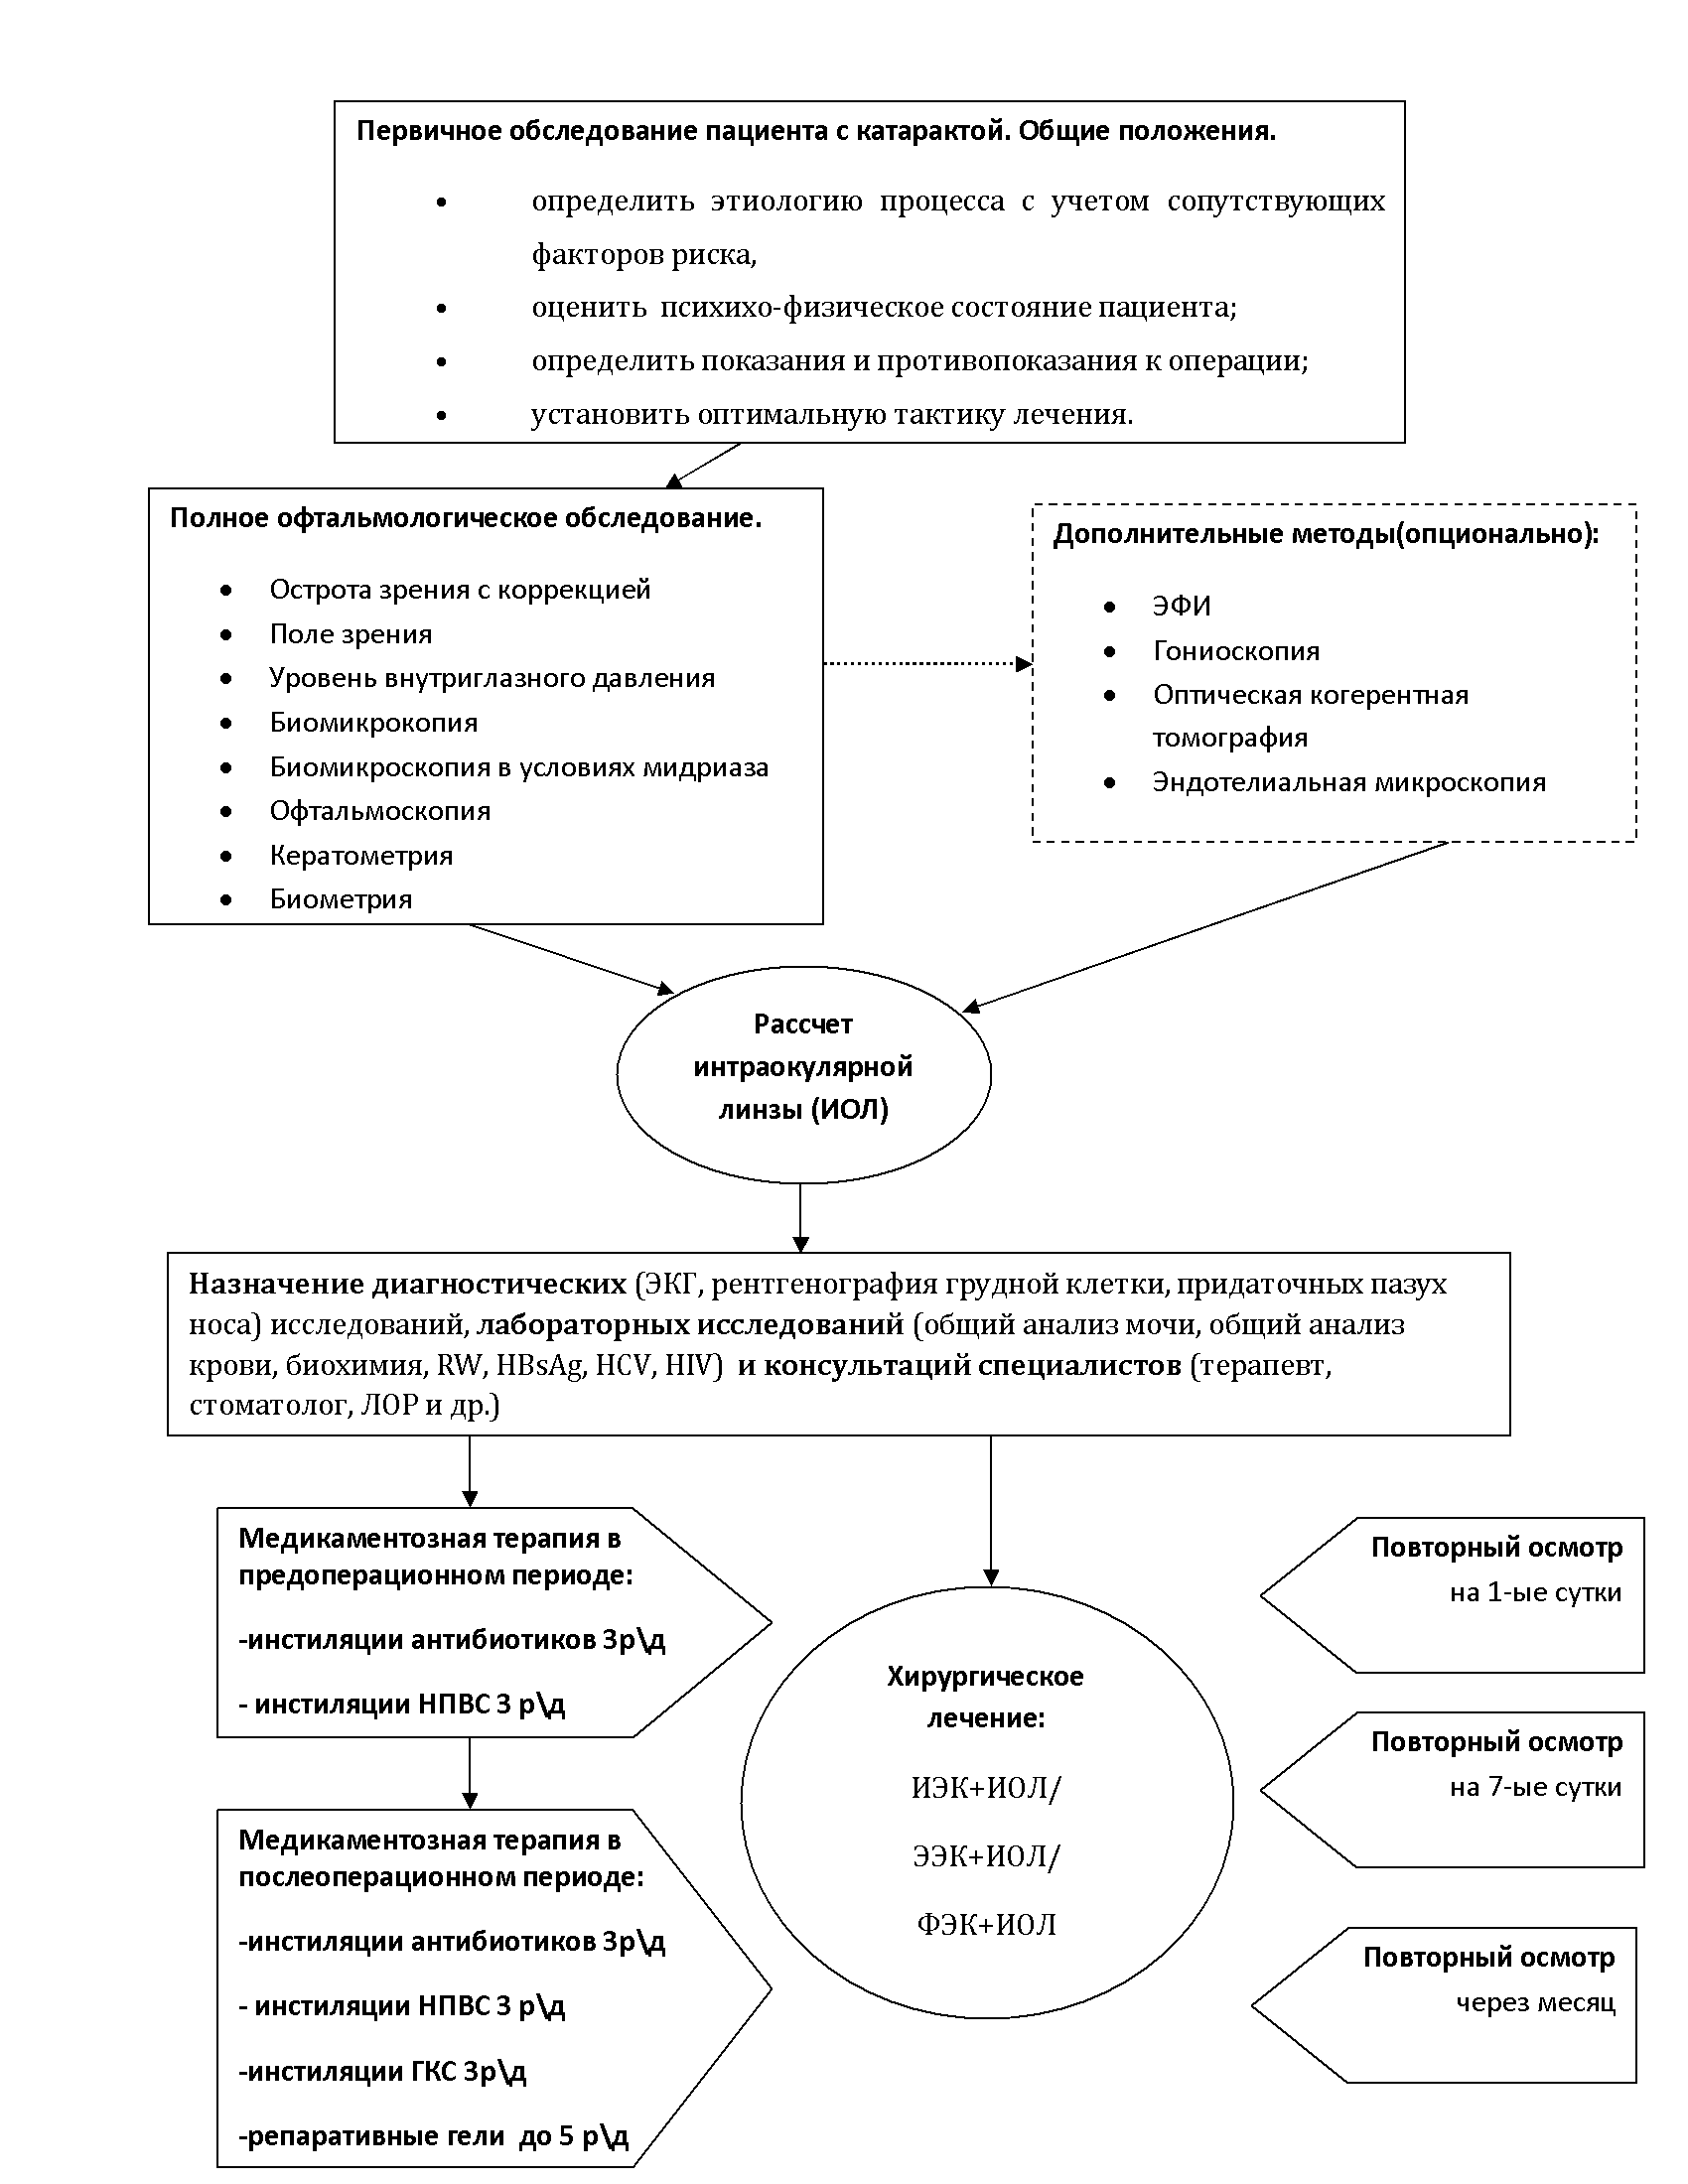 Первичное обследование пациента с катарактой. Общие положения.
• определить этиологию процесса с учетом сопутствующих
факторов риска,
• оценить психихо-физическое состояние пациента;
• определить показания и противопоказания к операции;
• установить оптимальную тактику лечения.
Полное офтальмологическое обследование.
• Острота зрения с коррекцией
• Поле зрения
• Уровень внутриглазного давления
• Биомикрокопия
• Биомикроскопия в условиях мидриаза
• Офтальмоскопия
• Кератометрия
• Биометрия
Дополнительные методы(опционально):
• ЭФИ
• Гониоскопия
• Оптическая когерентная
томография
• Эндотелиальная микроскопия
Рассчет
интраокулярной
линзы (ИОЛ)
Назначение диагностических (ЭКГ, рентгенография грудной клетки, придаточных пазух
носа) исследований, лабораторных исследований (общий анализ мочи, общий анализ
крови, биохимия, RW, HBsAg, HCV, HIV) и консультаций специалистов (терапевт,
стоматолог, ЛОР и др.)
Медикаментозная терапия в
предоперационном периоде:
-инстиляции антибиотиков 3р\д
- инстиляции НПВС 3 р\д
Медикаментозная терапия в
послеоперационном периоде:
-инстиляции антибиотиков 3р\д
- инстиляции НПВС 3 р\д
-инстиляции ГКС 3р\д
-репаративные гели до 5 р\д
Хирургическое
лечение:
ИЭК+ИОЛ/
ЭЭК+ИОЛ/
ФЭК+ИОЛ
Повторный осмотр
на 1-ые сутки
Повторный осмотр
на 7-ые сутки
Повторный осмотр
через месяц